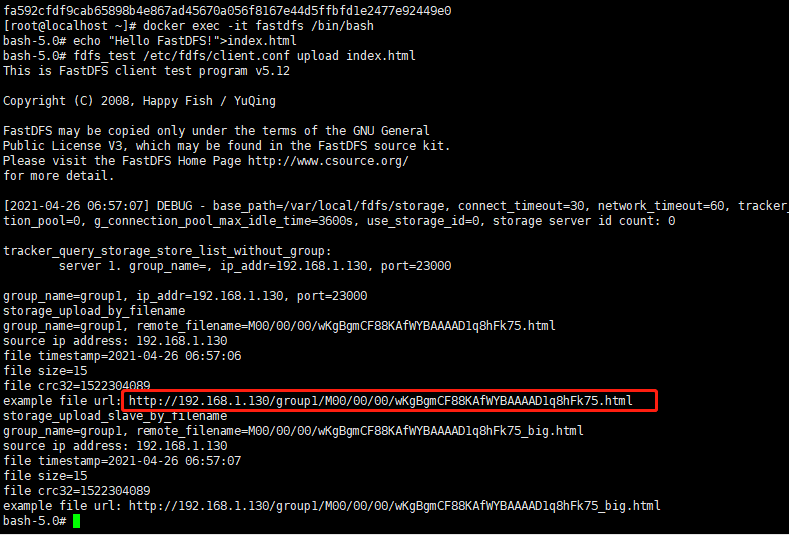 fa592cfdf9cab65898b4e867ad45670a056f8167e44d5ffbfd1e2477e92449e0
[root@localhost ~]# docker exec -it fastdfs /bin/bash
bash-5.0# echo "Hello FastDFS!">index.html
bash-5.0# fdfs_test /etc/fdfs/client.conf upload index.html
This is FastDFS client test program v5.12
Copyright (C) 2008, Happy Fish / YuQing
FastDFS may be copied only under the terms of the GNU General
Public License V3, which may be found in the FastDFS source kit.
Please visit the FastDFS Home Page http://www.csource.org/
for more detail.
[2021-04-26 06:57:07] DEBUG - base_path=/var/local/fdfs/storage, connect_timeout=30, network_timeout=60, tracker_
tion_pool=0, g_connection_pool_max_idle_time=3600s, use_storage_id=0, storage server id count: 0
tracker_query_storage_store_list_without_group:
server 1. group_name=, ip_addr=192.168.1.130, port=23000
group_name=group1, ip_addr=192.168.1.130, port=23000
storage_upload_by_filename
group_name=group1, remote_filename=M00/00/00/wKgBgmCF88KAfWYBAAAAD1q8hFk75.html
source ip address: 192.168.1.130
file timestamp=2021-04-26 06:57:06
file size=15
file crc32=1522304089
example file url: http://192.168.1.130/group1/M00/00/00/wKgBgmCF88KAfWYBAAAAD1q8hFk75.html
storage_upload_slave_by_filename
group_name=group1, remote_filename=M00/00/00/wKgBgmCF88KAfWYBAAAAD1q8hFk75_big.html
source ip address: 192.168.1.130
file timestamp=2021-04-26 06:57:07
file size=15
file crc32=1522304089
example file url: http://192.168.1.130/group1/M00/00/00/wKgBgmCF88KAfWYBAAAAD1q8hFk75_big.html
bash-5.0#